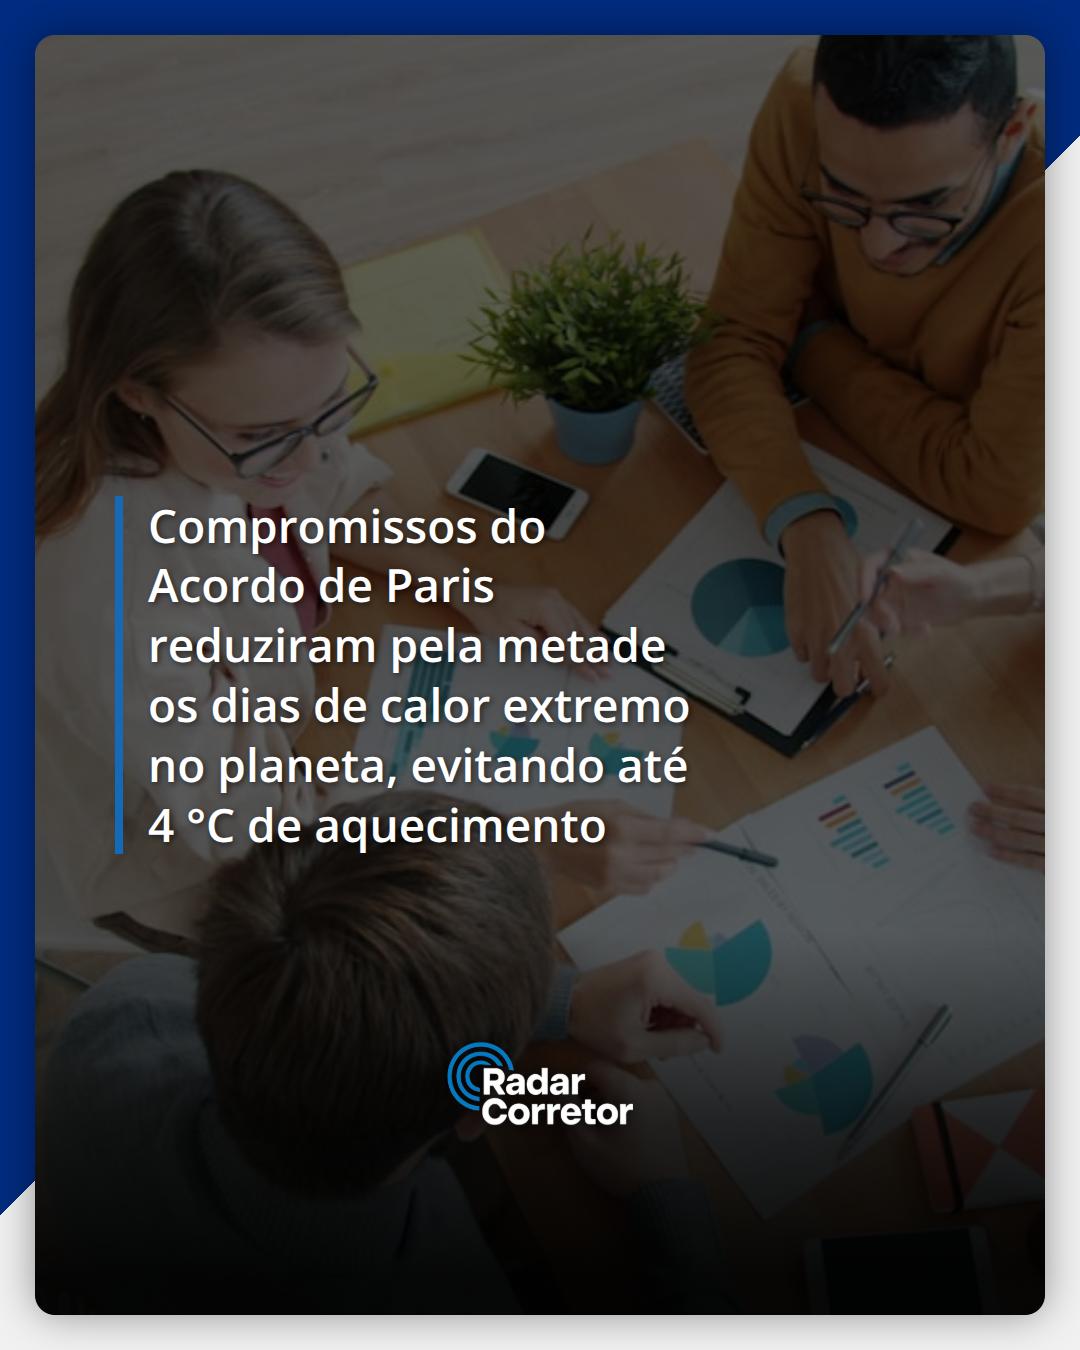 Compromissos do
Acordo de Paris
reduziram pela metade
os dias de calor extremo
no planeta, evitando até
4 °C de aquecimento
Radar
Corretor